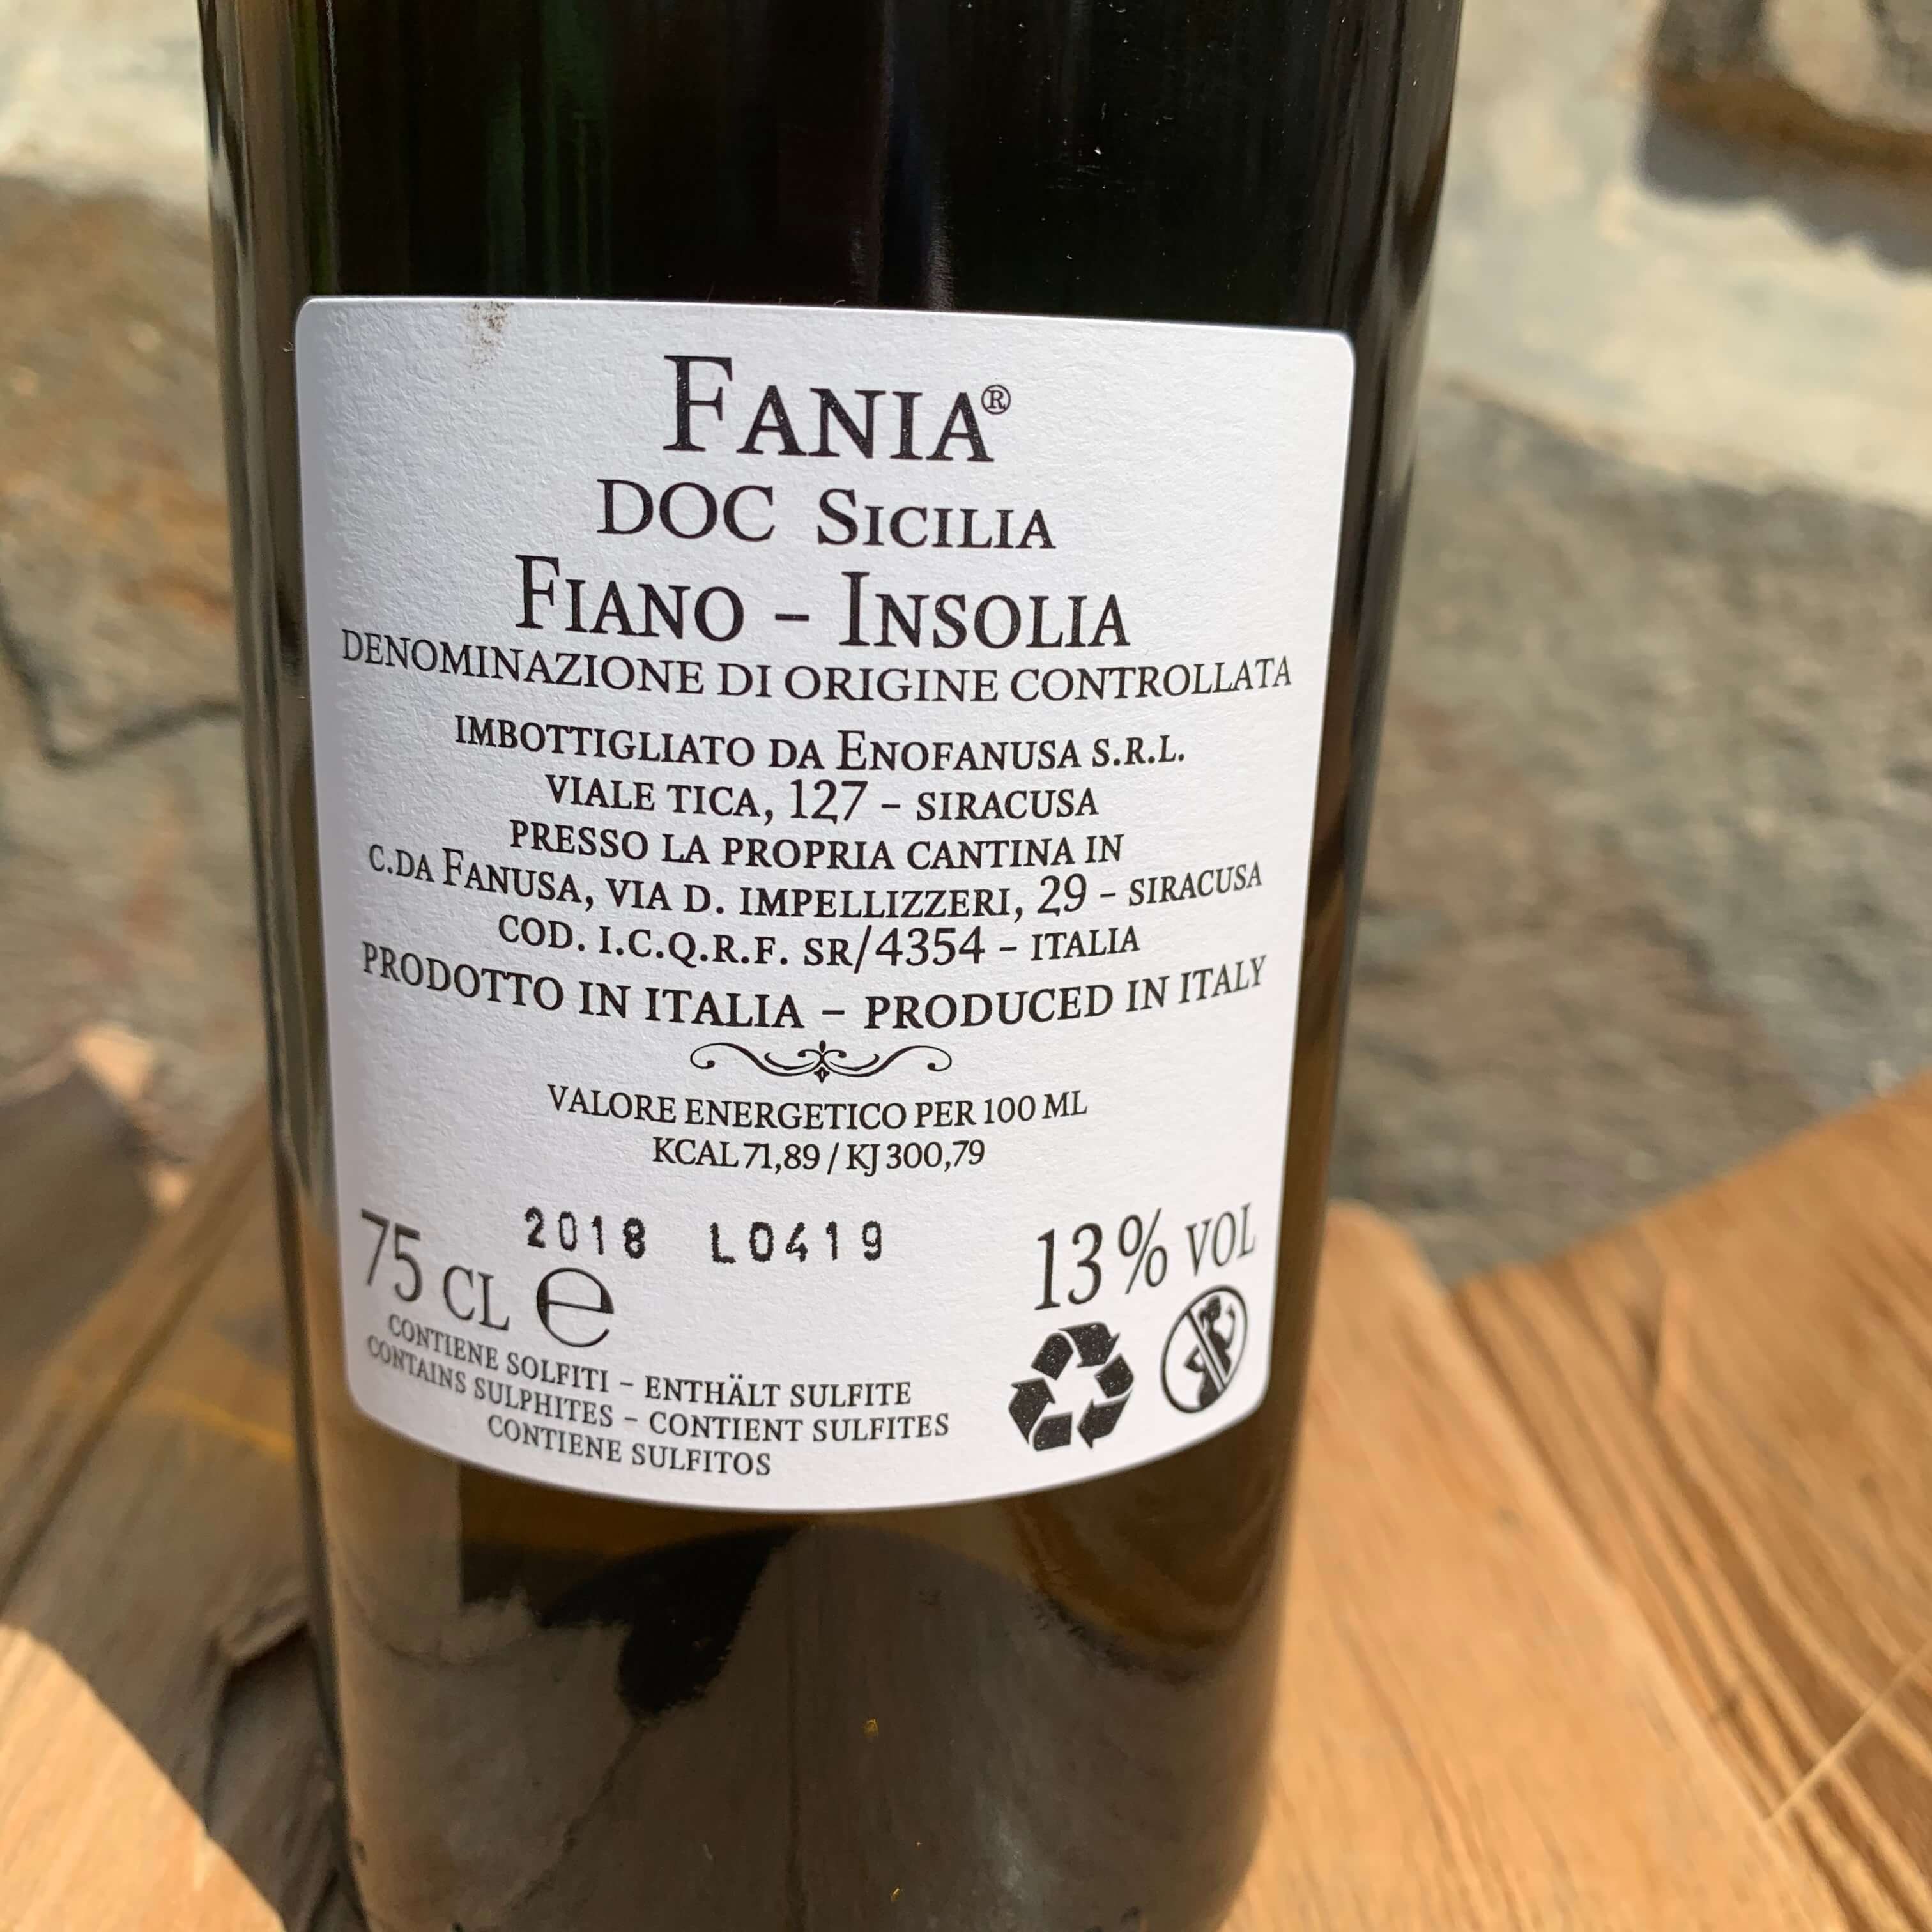 FANIA®
DOC SICILIA
FIANO – INSOLIA
DENOMINAZIONE DI ORIGINE CONTROLLATA
IMBOTTIGLIATO DA ENOFANUSA S.R.L.
VIALE TICA, 127 – SIRACUSA
PRESSO LA PROPRIA CANTINA IN
C.DA FANUSA, VIA D. IMPELLIZZERI, 29 – SIRACUSA
COD. I.C.Q.R.F. SR/4354 – ITALIA
PRODOTTO IN ITALIA – PRODUCED IN ITALY
VALORE ENERGETICO PER 100 ML
KCAL 71,89 / KJ 300,79
2018 L0419
75 CL ℮ 13% VOL
CONTIENE SOLFITI – ENTHÄLT SULFITE
CONTAINS SULPHITES – CONTIENT SULFITES
CONTIENE SULFITOS